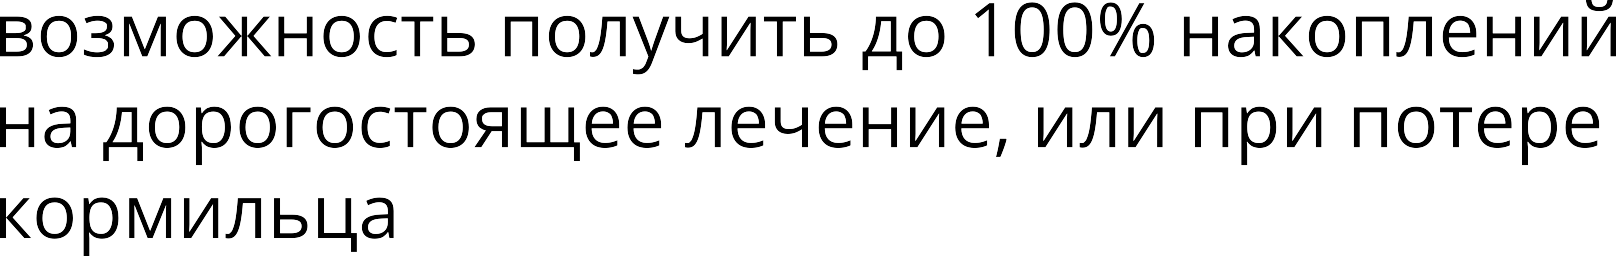 возможность получить до 100% накоплений
на дорогостоящее лечение, или при потере
кормильца